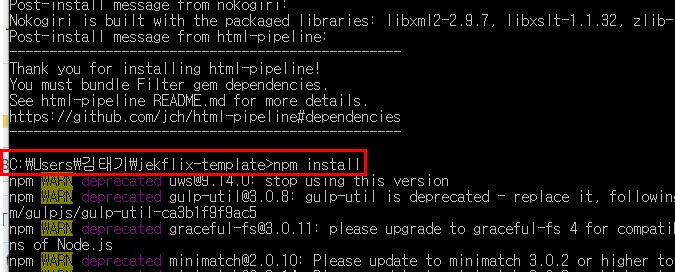 Post-install message from nokogiri:
Nokogiri is built with the packaged libraries: libxml2-2.9.7, libxslt-1.1.32, zlib-
Post-install message from html-pipeline:
-------------------------------------------------
Thank you for installing html-pipeline!
You must bundle Filter gem dependencies.
See html-pipeline README.md for more details.
https://github.com/jch/html-pipeline#dependencies
-------------------------------------------------
C:₩Users₩김태기₩jekflix-template>npm install
npm WARN deprecated uws@9.14.0: stop using this version
npm WARN deprecated gulp-util@3.0.8: gulp-util is deprecated - replace it, followin
m/gulpjs/gulp-util-ca3b1f9f9ac5
npm WARN deprecated graceful-fs@3.0.11: please upgrade to graceful-fs 4 for compati
ns of Node.js
npm WARN deprecated minimatch@2.0.10: Please update to minimatch 3.0.2 or higher to